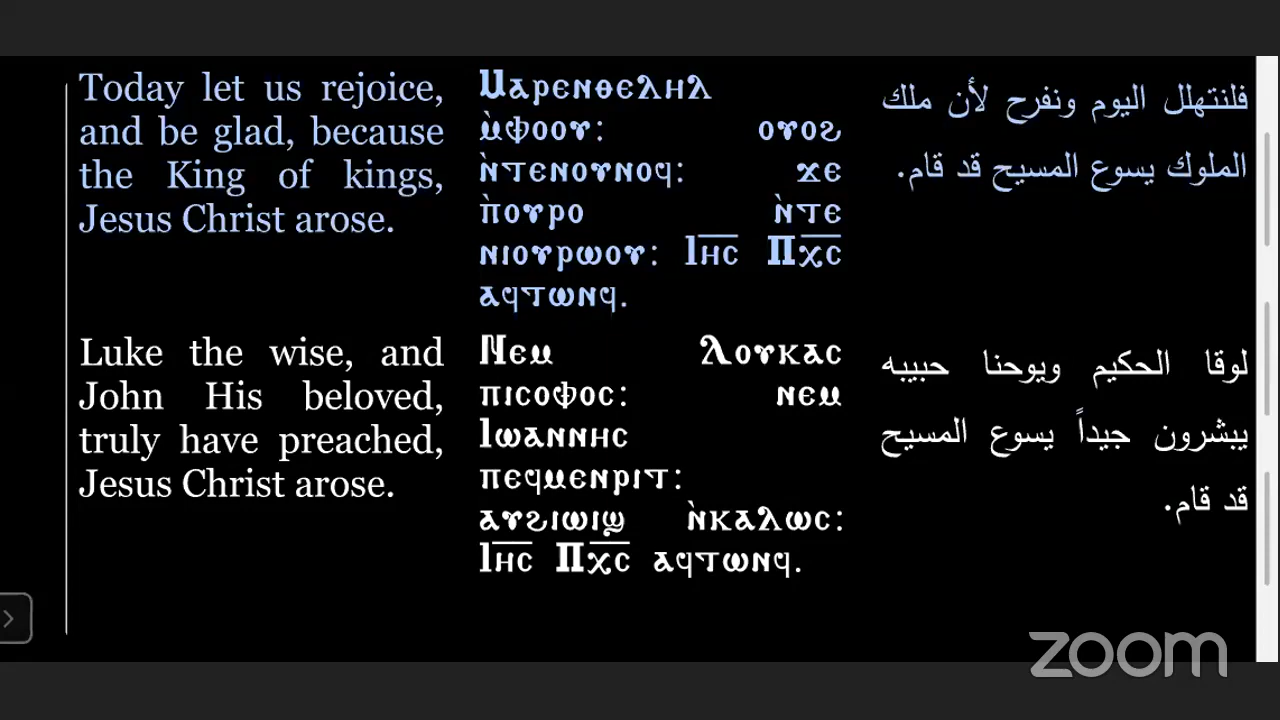 Today let us rejoice,
and be glad, because
the King of kings,
Jesus Christ arose.
Ⲙⲁⲣⲉⲛⲑⲉⲗⲏⲗ
ⲙ̀ⲫⲟⲟⲩ: ⲟⲩⲟϩ
ⲛ̀ⲧⲉⲛⲟⲩⲛⲟϥ: ϫⲉ
ⲡ̀ⲟⲩⲣⲟ ⲛ̀ⲧⲉ
ⲛⲓⲟⲩⲣⲱⲟⲩ: Ⲓⲏ̅ⲥ̅ Ⲡⲭ̅ⲥ̅
ⲁϥⲧⲱⲛϥ.
فلنتهلل اليوم ونفرح لأن ملك
الملوك يسوع المسيح قد قام.
Luke the wise, and
John His beloved,
truly have preached,
Jesus Christ arose.
Ⲛⲉⲙ Ⲗⲟⲩⲕⲁⲥ
ⲡⲓⲥⲟⲫⲟⲥ: ⲛⲉⲙ
Ⲓⲱⲁⲛⲛⲏⲥ
ⲡⲉϥⲙⲉⲛⲣⲓⲧ:
ⲁⲩϩⲓⲱⲓϣ ⲛ̀ⲕⲁⲗⲱⲥ:
Ⲓⲏ̅ⲥ̅ Ⲡⲭ̅ⲥ̅ ⲁϥⲧⲱⲛϥ.
لوقا الحكيم ويوحنا حبيبه
يبشرون جيداً يسوع المسيح
قد قام.
zoom